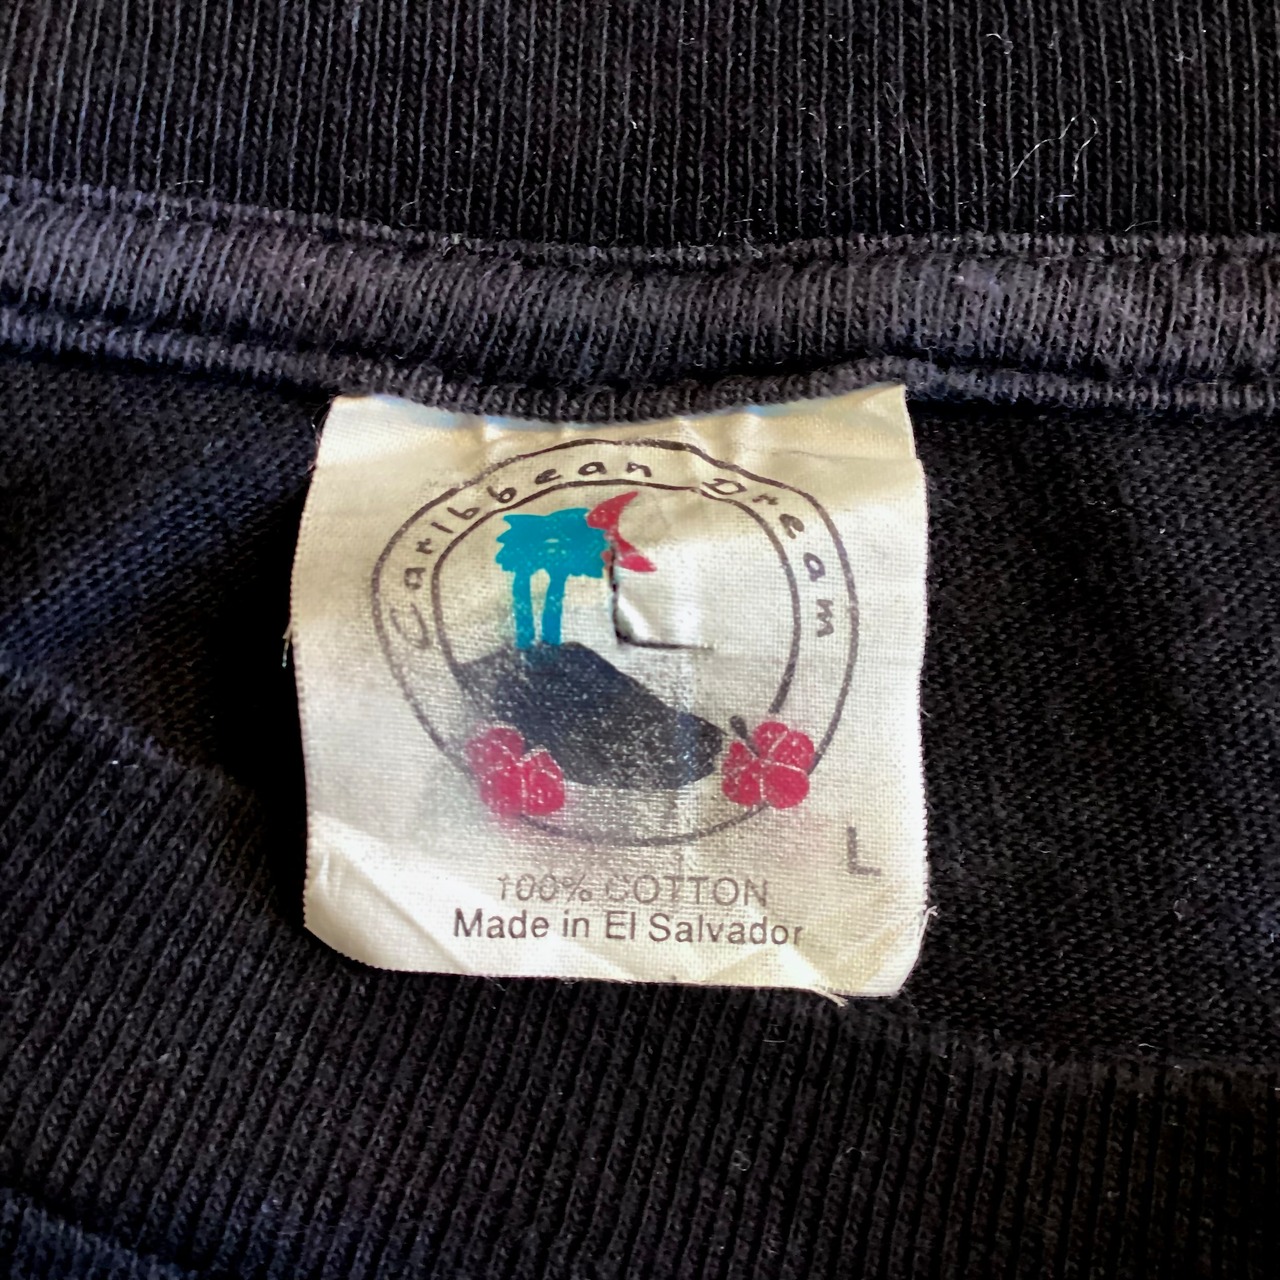 Caribbean Dream
L
100% COTTON
Made in El Salvador